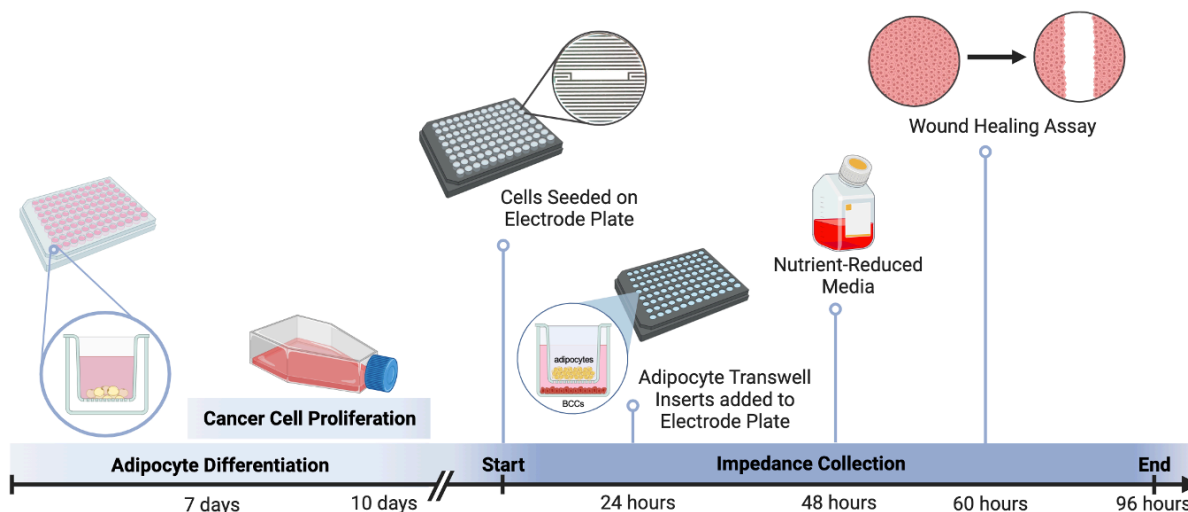 Wound Healing Assay
Cells Seeded on
Electrode Plate
Nutrient-Reduced
Media
adipocytes
BCCs
Adipocyte Transwell
Inserts added to
Electrode Plate
Cancer Cell Proliferation
Adipocyte Differentiation
Start
Impedance Collection
End
7 days
10 days
24 hours
48 hours
60 hours
96 hours